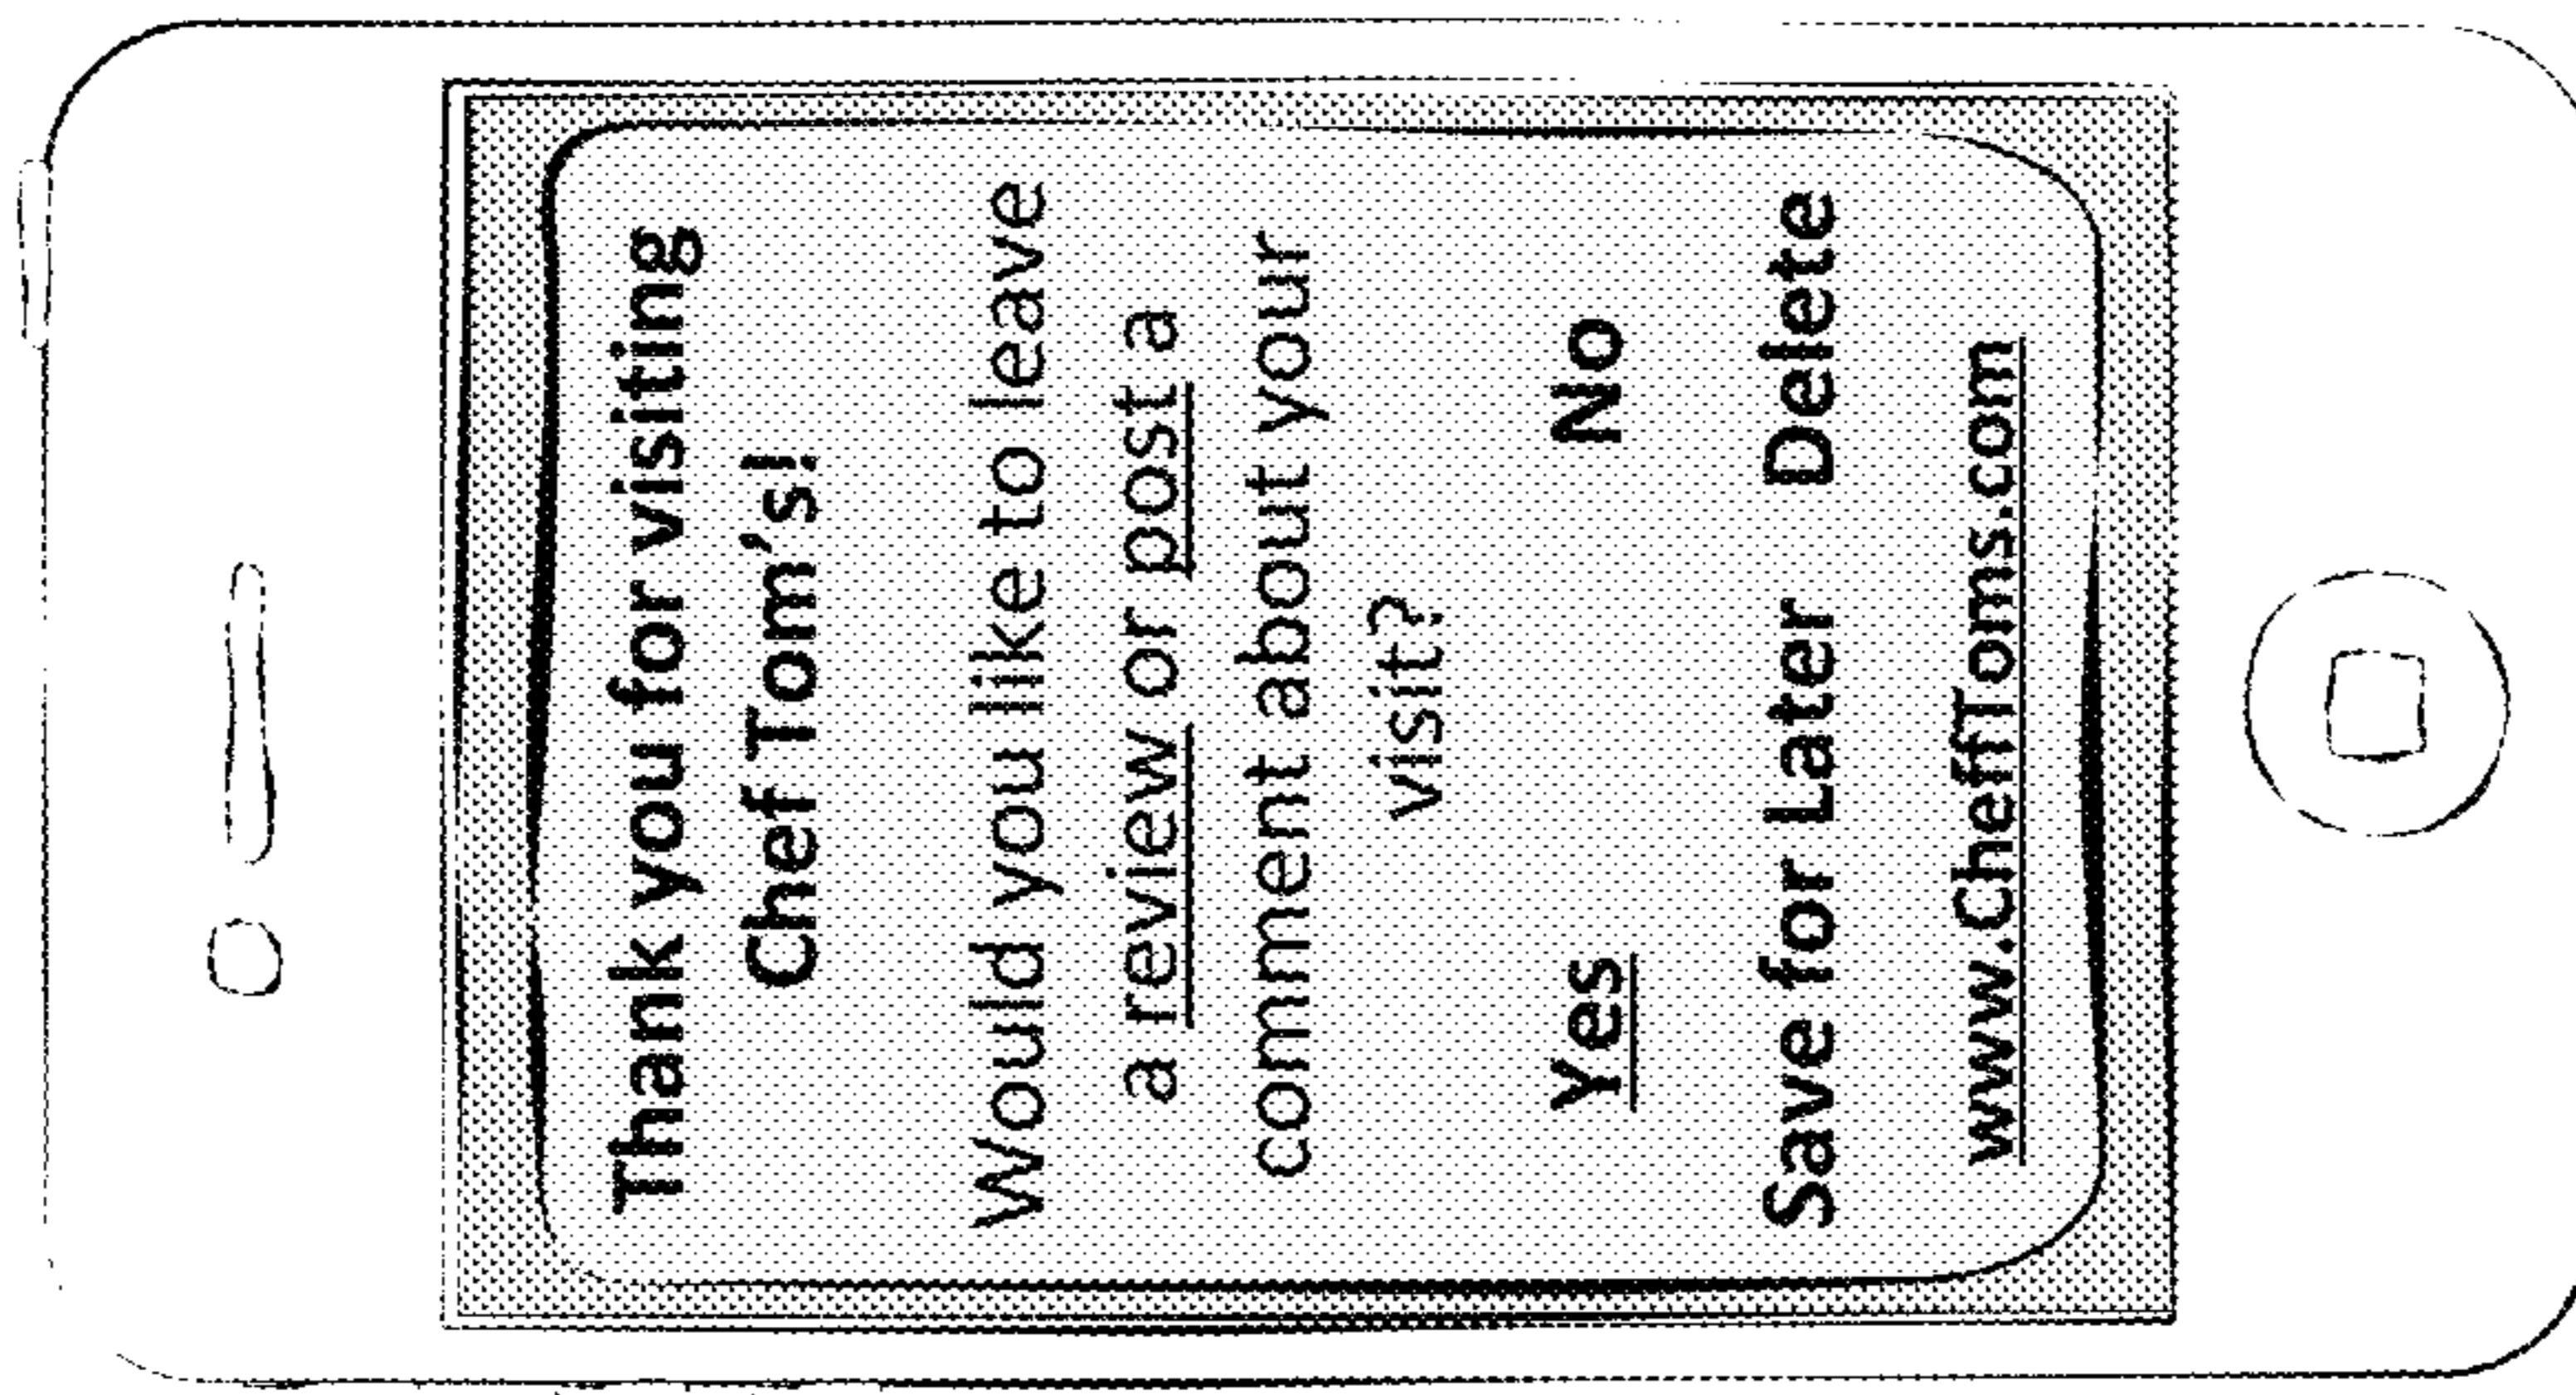 Thank you for visiting
Chef Tom's!
Would you like to leave
a review or post a
comment about your
visit?
Yes No
Save for Later Delete
www.ChefToms.com